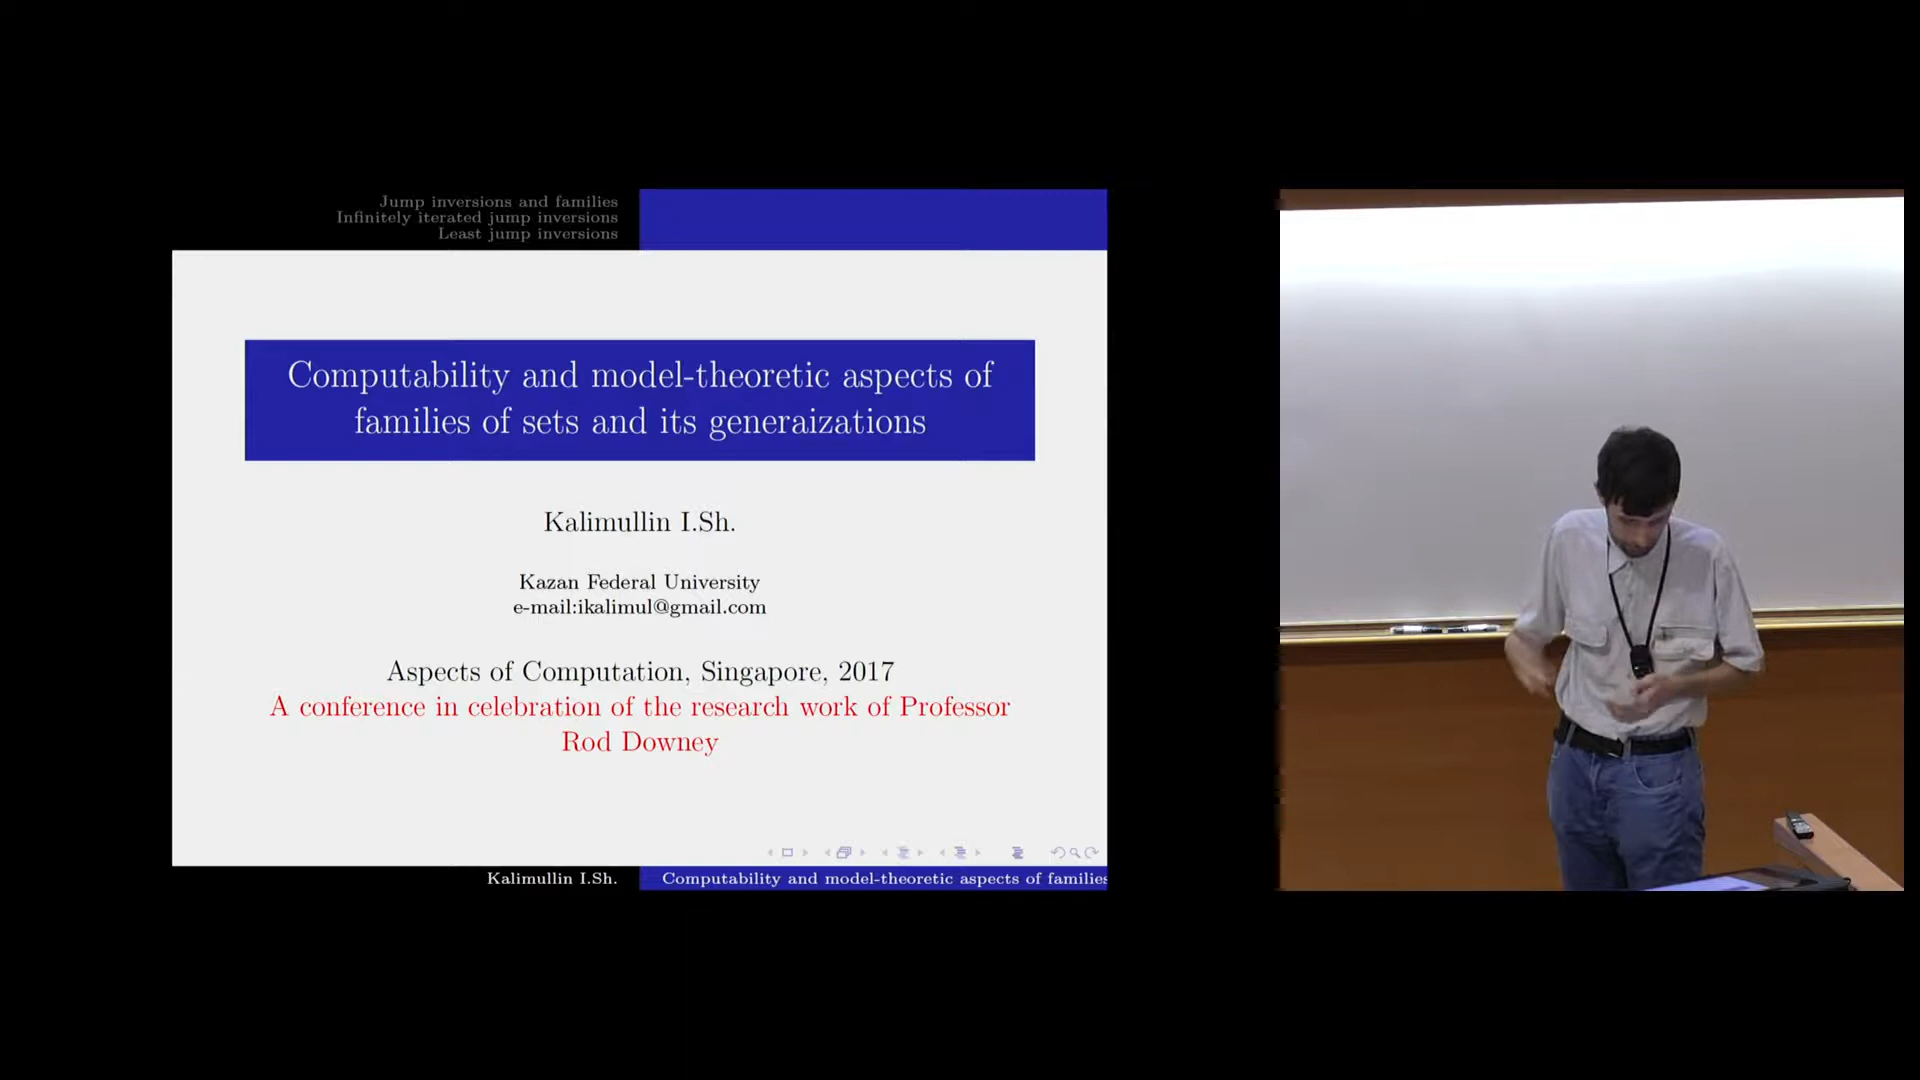 Jump inversions and families
Infinitely iterated jump inversions
Least jump inversions
Computability and model-theoretic aspects of
families of sets and its generaizations
Kalimullin I.Sh.
Kazan Federal University
e-mail:ikalimul@gmail.com
Aspects of Computation, Singapore, 2017
A conference in celebration of the research work of Professor
Rod Downey
Kalimullin I.Sh.
Computability and model-theoretic aspects of families